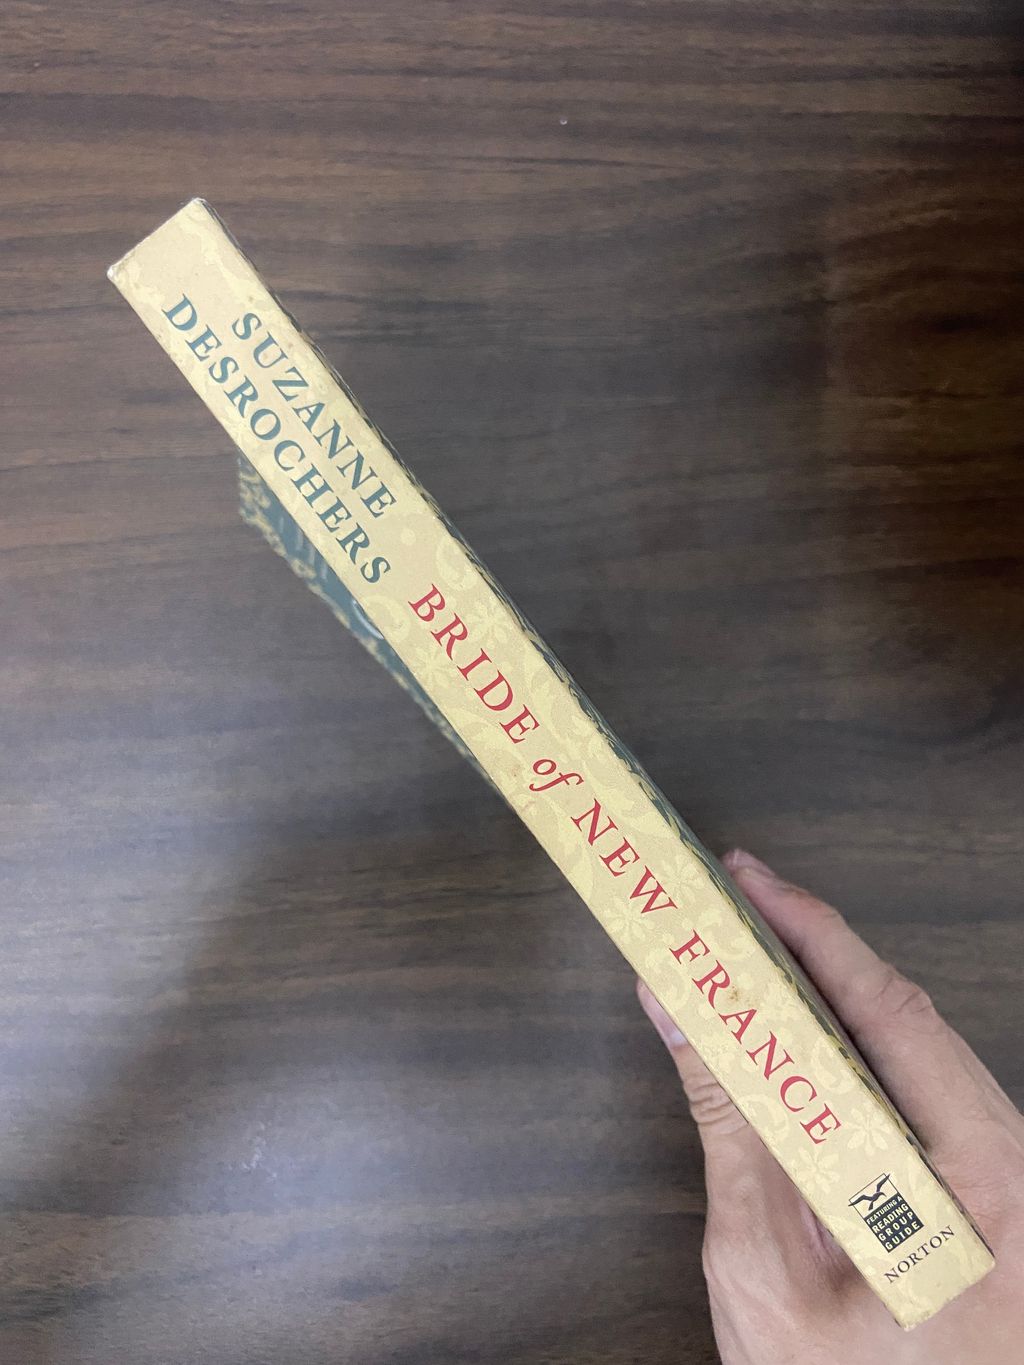 SUZANNE
DESROCHERS
BRIDE of NEW FRANCE
FEATURING A
READING
GROUP
GUIDE
NORTON